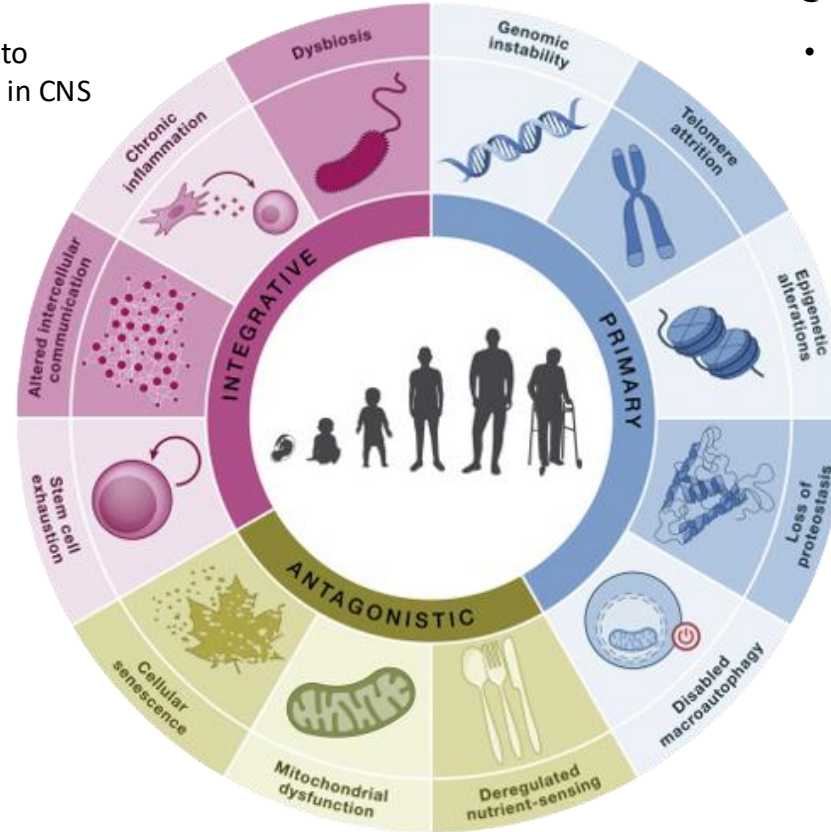 to
in CNS
•
Dysbiosis
Genomic
instability
Telomere
attrition
Epigenetic
alterations
Loss of
proteostasis
Disabled
macroautophagy
Deregulated
nutrient-sensing
Mitochondrial
dysfunction
Cellular
senescence
Stem cell
exhaustion
Altered intercellular
communication
Chronic
inflammation
INTEGRATIVE
PRIMARY
ANTAGONISTIC